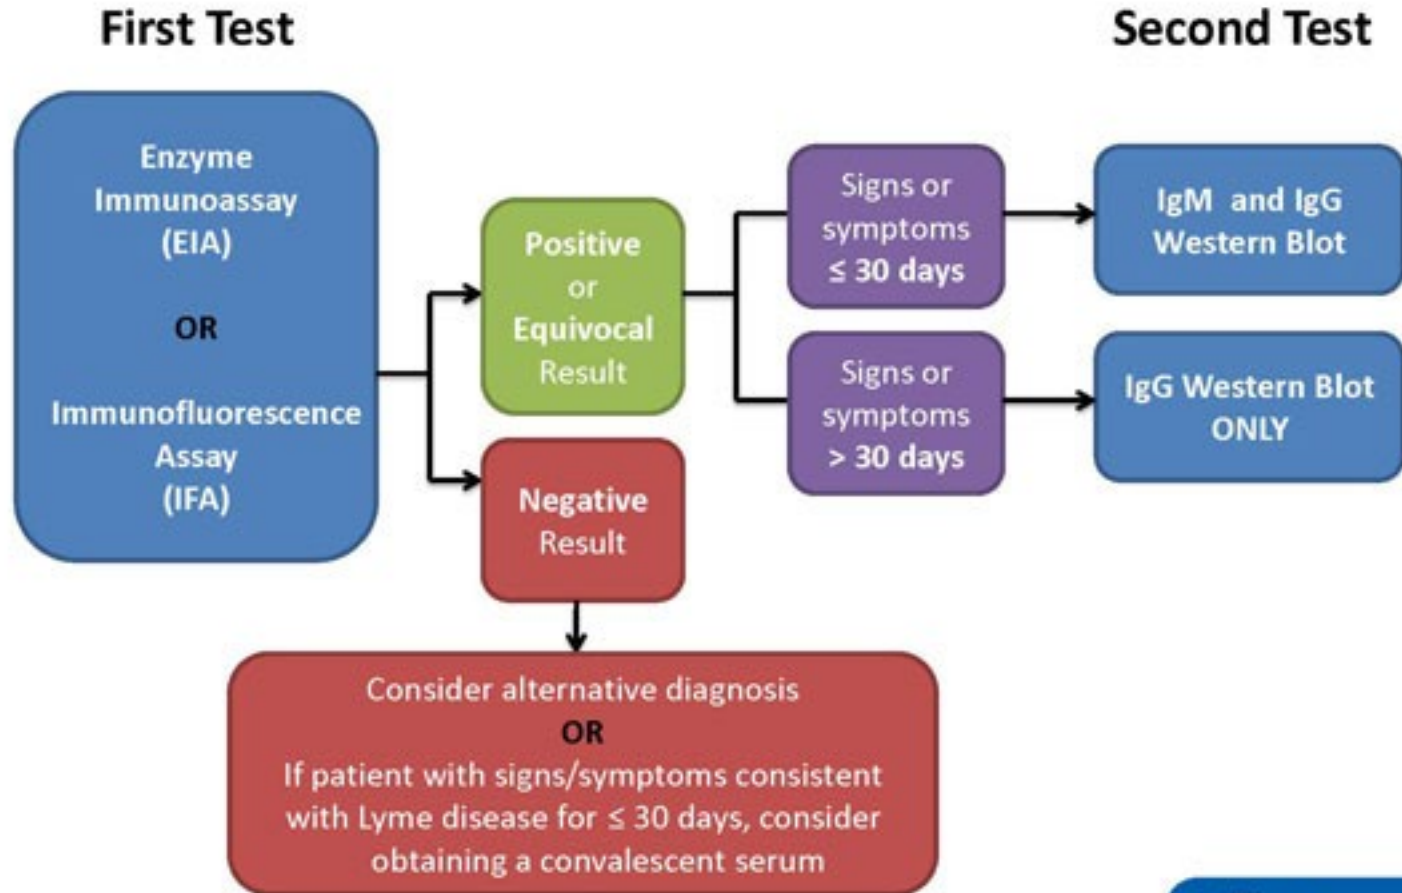 First Test
Second Test
Enzyme
Immunoassay
(EIA)
OR
Immunofluorescence
Assay
(IFA)
Positive
or
Equivocal
Result
Negative
Result
Signs or
symptoms
≤ 30 days
Signs or
symptoms
> 30 days
IgM and IgG
Western Blot
IgG Western Blot
ONLY
Consider alternative diagnosis
OR
If patient with signs/symptoms consistent
with Lyme disease for ≤ 30 days, consider
obtaining a convalescent serum